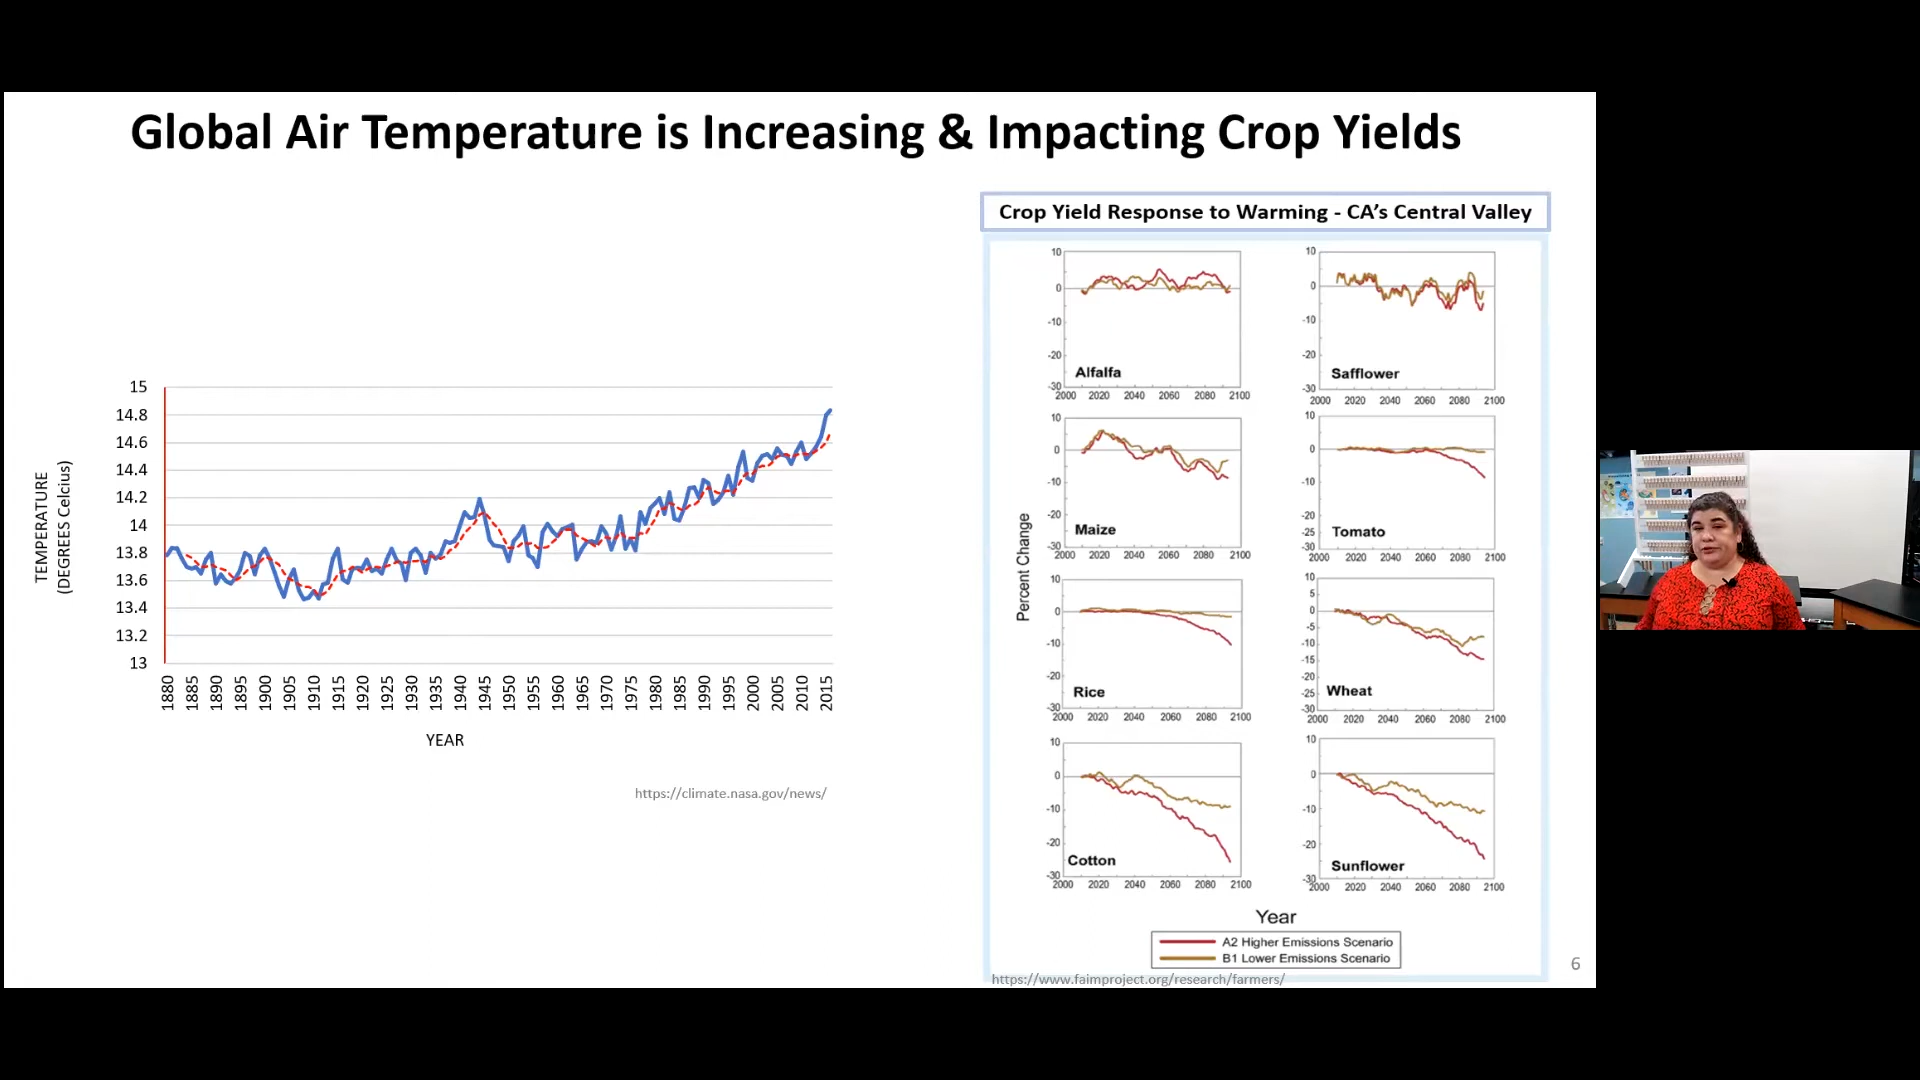 Global Air Temperature is Increasing & Impacting Crop Yields
TEMPERATURE
(DEGREES Celcius)
15
14.8
14.6
14.4
14.2
14
13.8
13.6
13.4
13.2
13
1880 1885 1890 1895 1900 1905 1910 1915 1920 1925 1930 1935 1940 1945 1950 1955 1960 1965 1970 1975 1980 1985 1990 1995 2000 2005 2010 2015
YEAR
https://climate.nasa.gov/news/
Crop Yield Response to Warming - CA's Central Valley
Percent Change
10
0
-10
-20
-30
Alfalfa
2000 2020 2040 2060 2080 2100
10
0
-10
-20
-30
Safflower
2000 2020 2040 2060 2080 2100
10
0
-10
-20
-30
Maize
2000 2020 2040 2060 2080 2100
10
0
-10
-20
-25
-30
Tomato
2000 2020 2040 2060 2080 2100
10
0
-10
-20
-30
Rice
2000 2020 2040 2060 2080 2100
10
5
0
-5
-10
-15
-20
-25
-30
Wheat
2000 2020 2040 2060 2080 2100
10
0
-10
-20
-30
Cotton
2000 2020 2040 2060 2080 2100
10
0
-10
-20
-30
Sunflower
2000 2020 2040 2060 2080 2100
Year
A2 Higher Emissions Scenario
B1 Lower Emissions Scenario
https://www.faimproject.org/research/farmers/
6